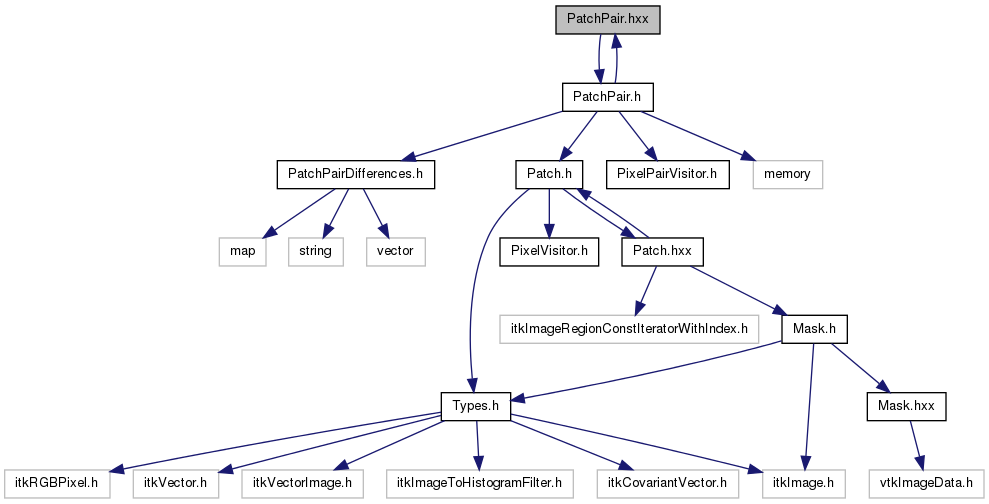 PatchPair.hxx
PatchPair.h
PatchPairDifferences.h
Patch.h
PixelPairVisitor.h
memory
map
string
vector
PixelVisitor.h
Patch.hxx
itkImageRegionConstIteratorWithIndex.h
Mask.h
Types.h
Mask.hxx
itkRGBPixel.h
itkVector.h
itkVectorImage.h
itkImageToHistogramFilter.h
itkCovariantVector.h
itkImage.h
vtkImageData.h